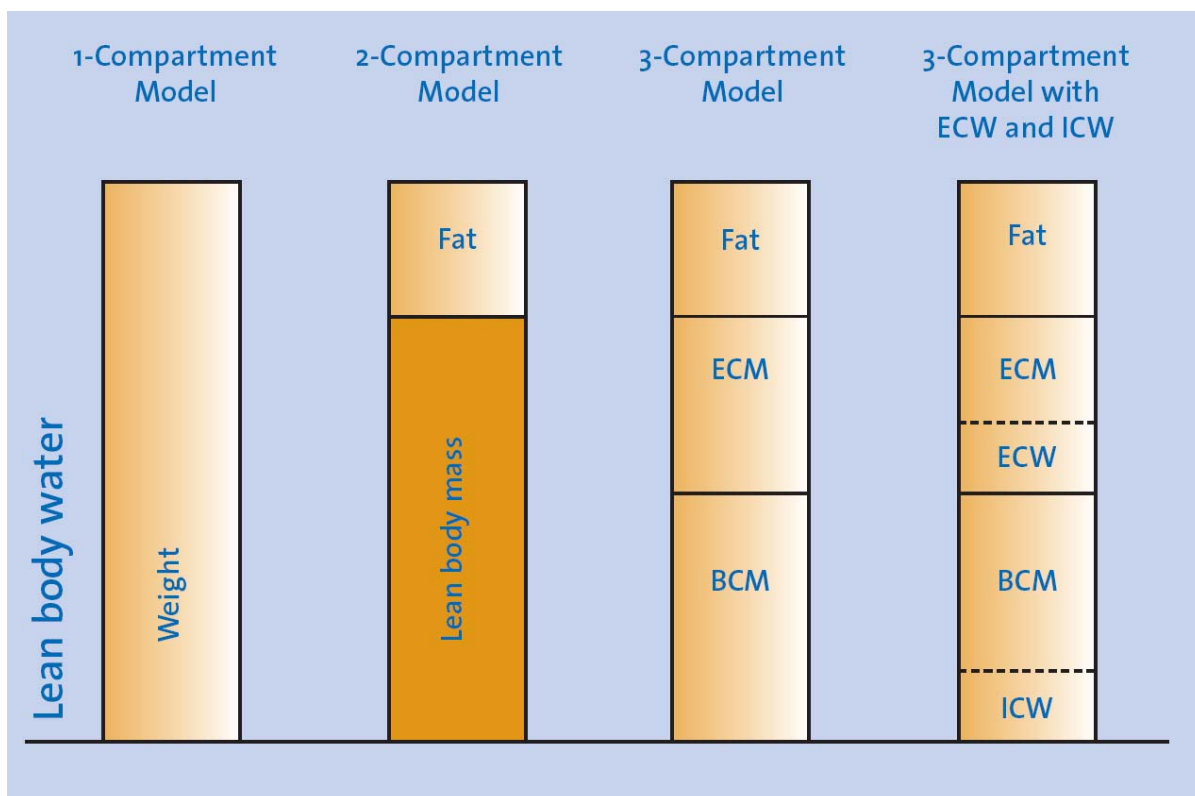 1-Compartment
Model
2-Compartment
Model
3-Compartment
Model
3-Compartment
Model with
ECW and ICW
Lean body water
Weight
Fat
Lean body mass
Fat
ECM
BCM
Fat
ECM
ECW
BCM
ICW